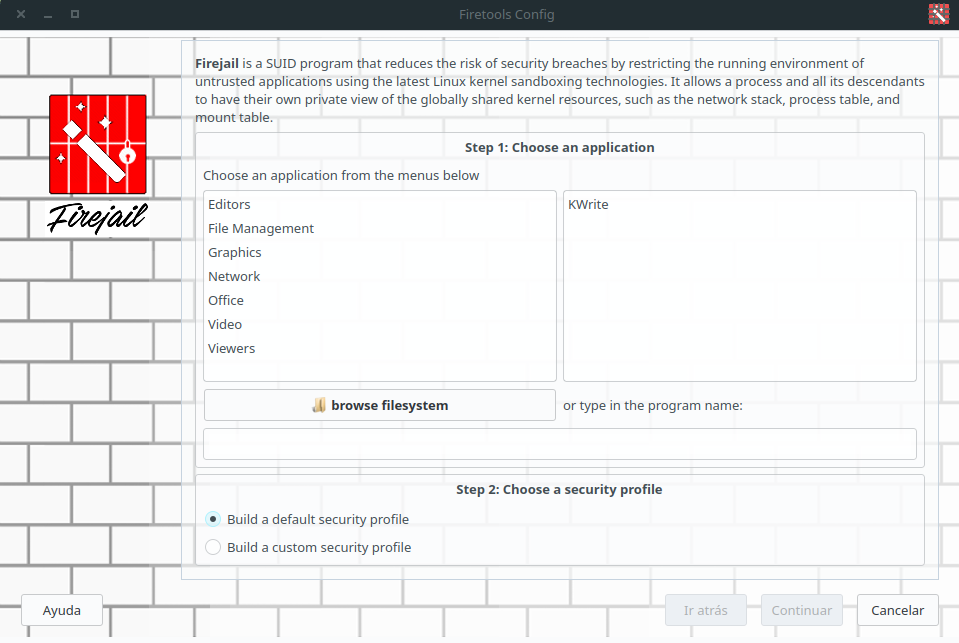 Firetools Config
Firejail is a SUID program that reduces the risk of security breaches by restricting the running environment of
untrusted applications using the latest Linux kernel sandboxing technologies. It allows a process and all its descendants
to have their own private view of the globally shared kernel resources, such as the network stack, process table, and
mount table.
Firejail
Step 1: Choose an application
Choose an application from the menus below
Editors
File Management
Graphics
Network
Office
Video
Viewers
KWrite
browse filesystem
or type in the program name:
Step 2: Choose a security profile
Build a default security profile
Build a custom security profile
Ayuda
Ir atrás
Continuar
Cancelar